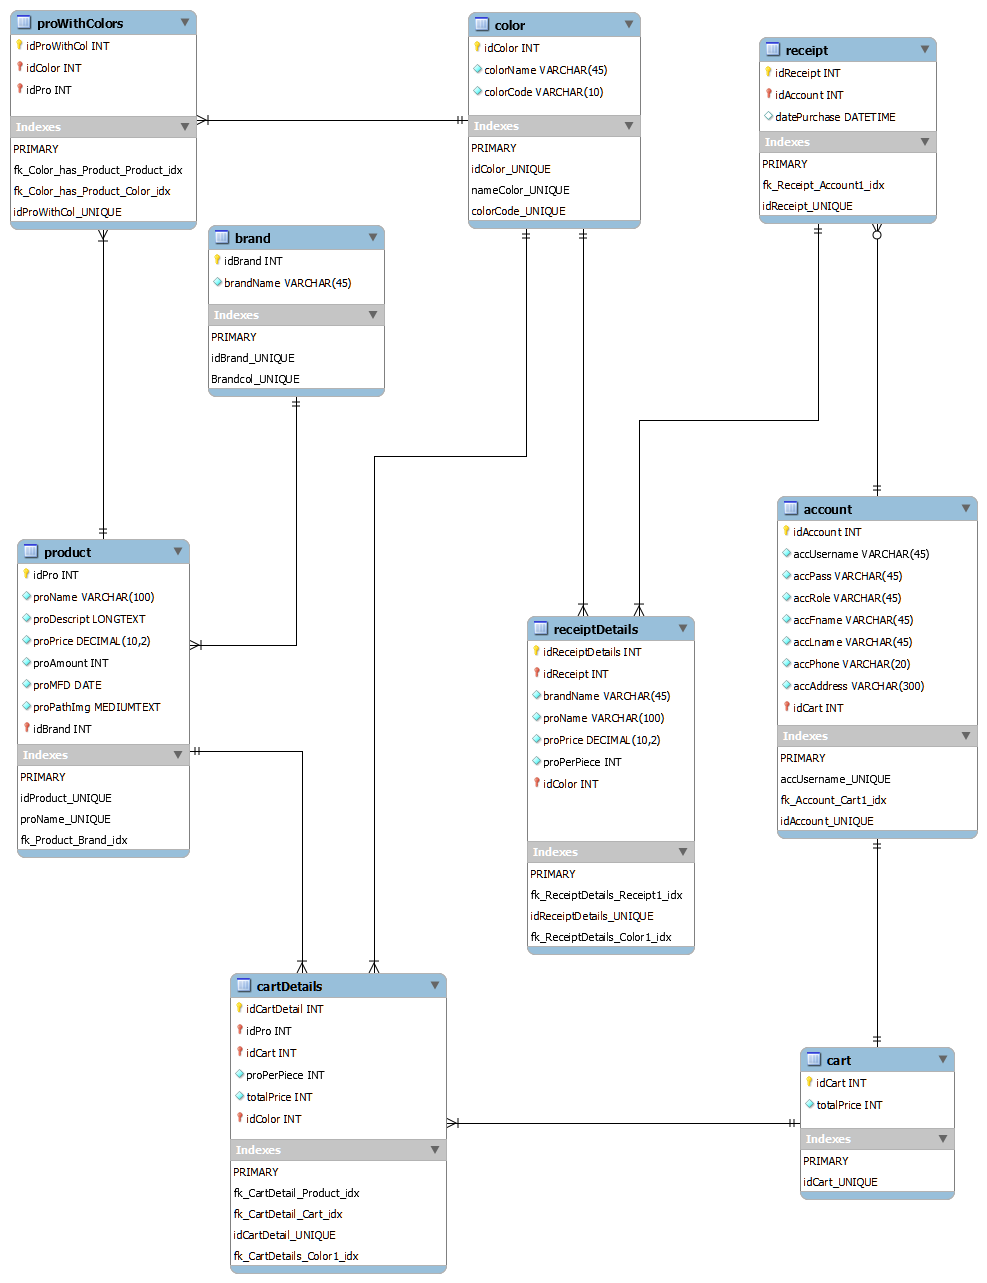 proWithColors
idProWithCol INT
idColor INT
idPro INT
Indexes
PRIMARY
fk_Color_has_Product_Product_idx
fk_Color_has_Product_Color_idx
idProWithCol_UNIQUE
color
idColor INT
colorName VARCHAR(45)
colorCode VARCHAR(10)
Indexes
PRIMARY
idColor_UNIQUE
nameColor_UNIQUE
colorCode_UNIQUE
receipt
idReceipt INT
idAccount INT
datePurchase DATETIME
Indexes
PRIMARY
fk_Receipt_Account1_idx
idReceipt_UNIQUE
brand
idBrand INT
brandName VARCHAR(45)
Indexes
PRIMARY
idBrand_UNIQUE
Brandcol_UNIQUE
product
idPro INT
proName VARCHAR(100)
proDescript LONGTEXT
proPrice DECIMAL(10,2)
proAmount INT
proMFD DATE
proPathImg MEDIUMTEXT
idBrand INT
Indexes
PRIMARY
idProduct_UNIQUE
proName_UNIQUE
fk_Product_Brand_idx
receiptDetails
idReceiptDetails INT
idReceipt INT
brandName VARCHAR(45)
proName VARCHAR(100)
proPrice DECIMAL(10,2)
proPerPiece INT
idColor INT
Indexes
PRIMARY
fk_ReceiptDetails_Receipt1_idx
idReceiptDetails_UNIQUE
fk_ReceiptDetails_Color1_idx
account
idAccount INT
accUsername VARCHAR(45)
accPass VARCHAR(45)
accRole VARCHAR(45)
accFname VARCHAR(45)
accLname VARCHAR(45)
accPhone VARCHAR(20)
accAddress VARCHAR(300)
idCart INT
Indexes
PRIMARY
accUsername_UNIQUE
fk_Account_Cart1_idx
idAccount_UNIQUE
cartDetails
idCartDetail INT
idPro INT
idCart INT
proPerPiece INT
totalPrice INT
idColor INT
Indexes
PRIMARY
fk_CartDetail_Product_idx
fk_CartDetail_Cart_idx
idCartDetail_UNIQUE
fk_CartDetails_Color1_idx
cart
idCart INT
totalPrice INT
Indexes
PRIMARY
idCart_UNIQUE